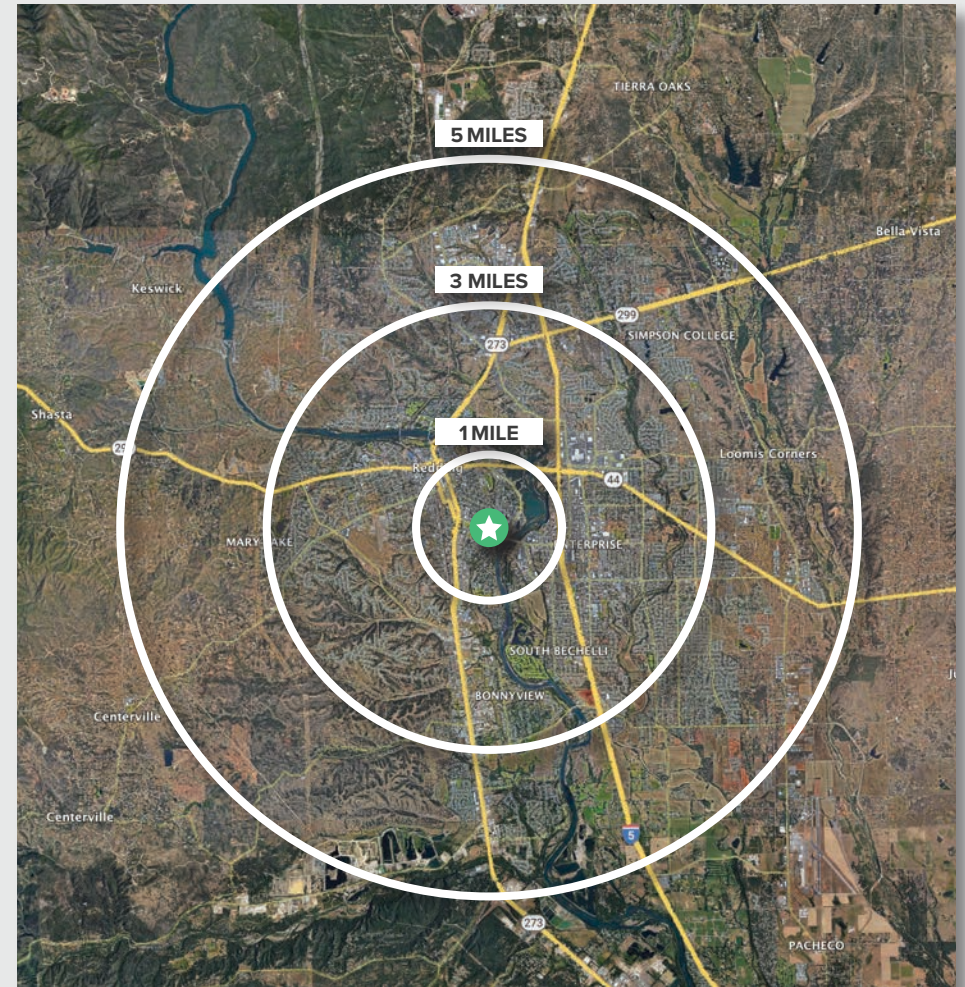 TIERRA OAKS
5 MILES
Bella Vista
3 MILES
Keswick
299
SIMPSON COLLEGE
273
Shasta
1 MILE
29
Loomis Corners
Redding
44
MARY LAKE
ENTERPRISE
SOUTH BECHELLI
BONNYVIEW
Centerville
Centerville
5
273
PACHECO